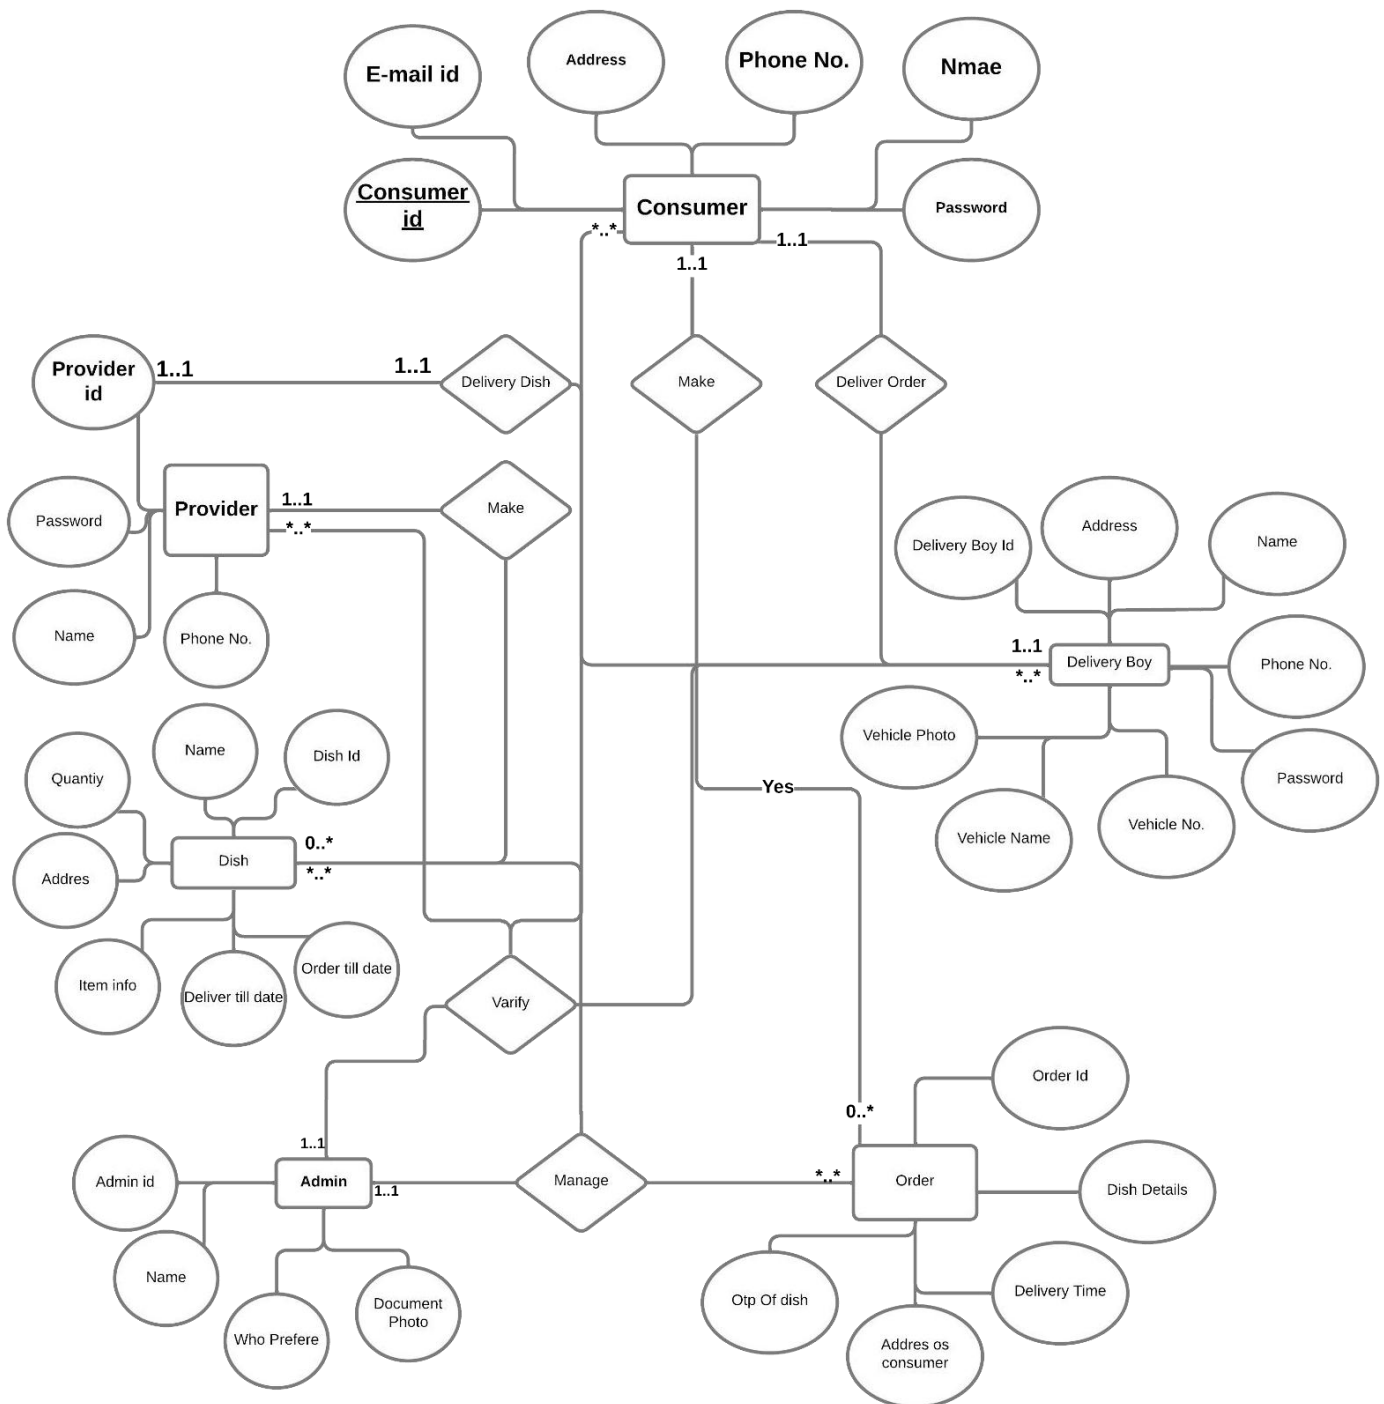 E-mail id
Address
Phone No.
Nmae
Consumer
id
Consumer
Password
*..*
1..1
1..1
Provider
id
1..1
1..1
Delivery Dish
Make
Deliver Order
Provider
1..1
*..*
Make
Password
Name
Phone No.
Delivery Boy Id
Address
Name
1..1
*..*
Delivery Boy
Phone No.
Vehicle Photo
Vehicle Name
Vehicle No.
Password
Yes
Quantiy
Name
Dish Id
Addres
Dish
0..*
*..*
Item info
Deliver till date
Order till date
Varify
0..*
Order Id
1..1
Admin id
Admin
1..1
Manage
*..*
Order
Dish Details
Name
Who Prefere
Document
Photo
Otp Of dish
Addres os
consumer
Delivery Time